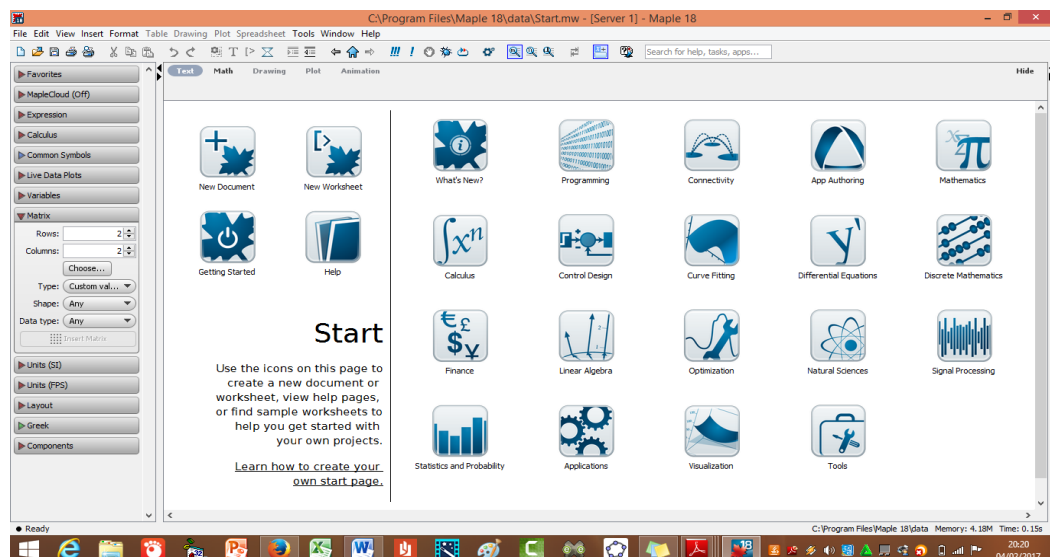 C:\Program Files\Maple 18\data\Start.mw - [Server 1] - Maple 18
File Edit View Insert Format Table Drawing Plot Spreadsheet Tools Window Help
Search for help, tasks, apps...
Favorites
MapleCloud (Off)
Expression
Calculus
Common Symbols
Live Data Plots
Variables
Matrix
Rows: 2
Columns: 2
Choose...
Type: Custom val...
Shape: Any
Data type: Any
Insert Matrix
Units (SI)
Units (FPS)
Layout
Greek
Components
Text Math Drawing Plot Animation Hide
New Document New Worksheet
Getting Started Help
Start
Use the icons on this page to
create a new document or
worksheet, view help pages,
or find sample worksheets to
help you get started with
your own projects.
Learn how to create your
own start page.
What's New? Programming Connectivity App Authoring Mathematics
Calculus Control Design Curve Fitting Differential Equations Discrete Mathematics
Finance Linear Algebra Optimization Natural Sciences Signal Processing
Statistics and Probability Applications Visualization Tools
Ready
C:\Program Files\Maple 18\data Memory: 4.18M Time: 0.15s
20:20
04/02/2017